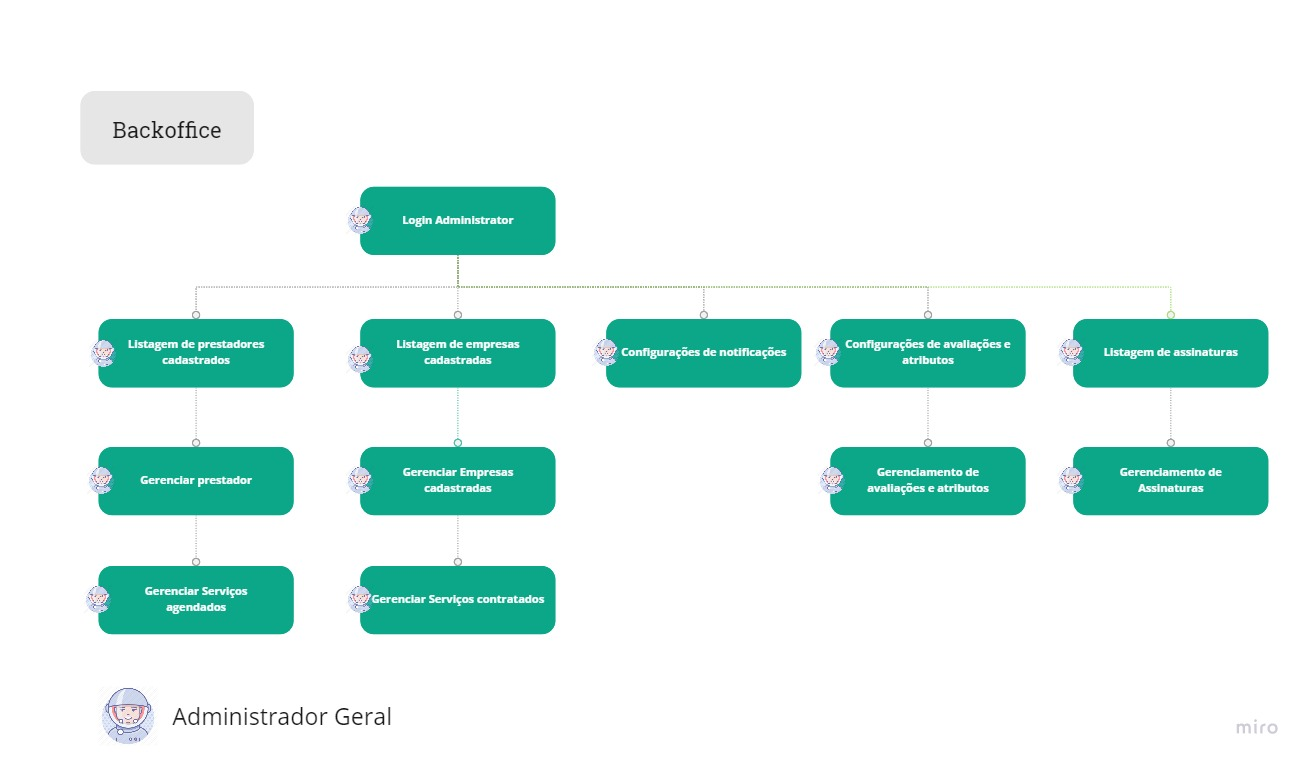 Backoffice
Login Administrator
Listagem de prestadores
cadastrados
Listagem de empresas
cadastradas
Configurações de notificações
Configurações de avaliações e
atributos
Listagem de assinaturas
Gerenciar prestador
Gerenciar Empresas
cadastradas
Gerenciamento de
avaliações e atributos
Gerenciamento de
Assinaturas
Gerenciar Serviços
agendados
Gerenciar Serviços contratados
Administrador Geral
miro